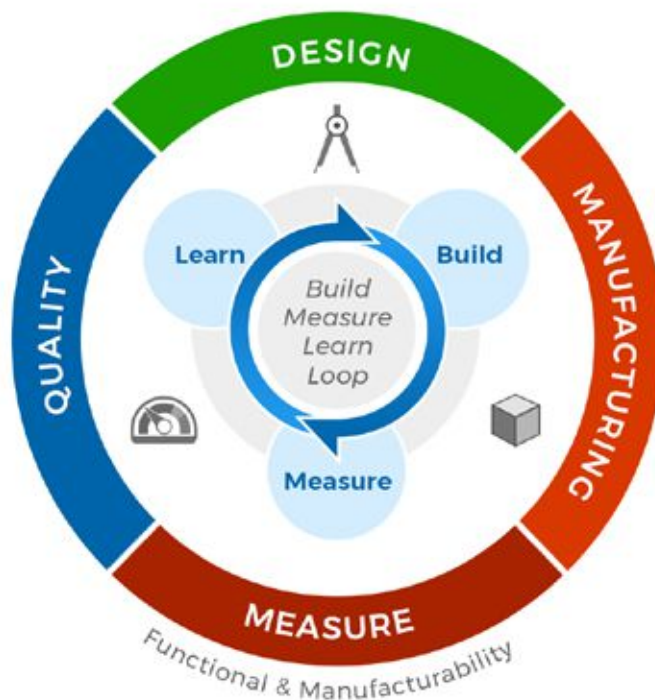 DESIGN
MANUFACTURING
QUALITY
Learn
Build
Build
Measure
Learn
Loop
Measure
MEASURE
Functional & Manufacturability